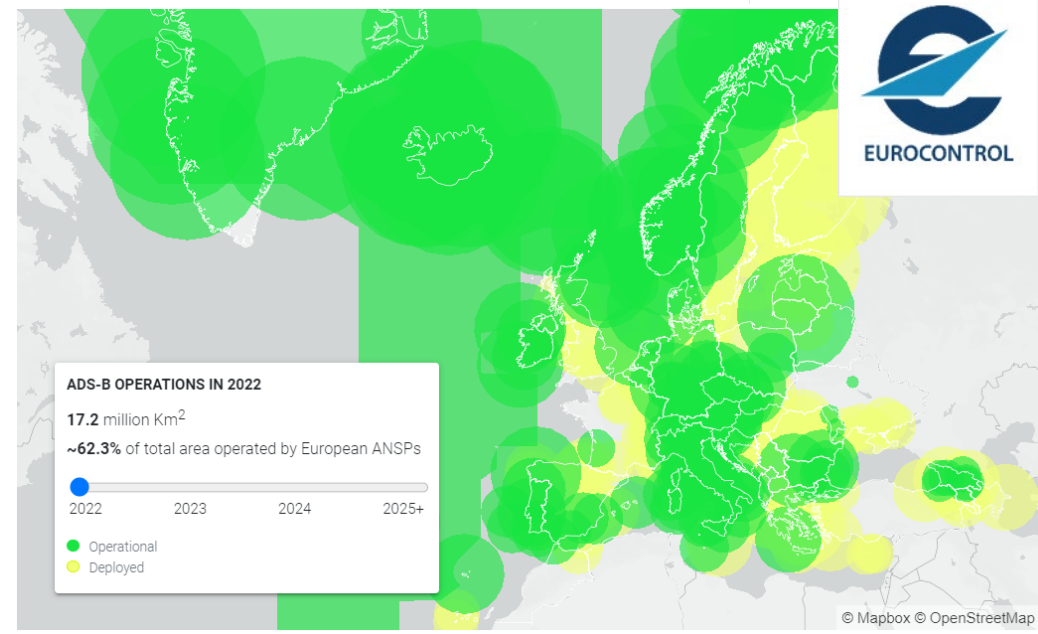 EUROCONTROL
ADS-B OPERATIONS IN 2022
17.2 million Km2
~62.3% of total area operated by European ANSPs
2022 2023 2024 2025+
Operational
Deployed
© Mapbox © OpenStreetMap